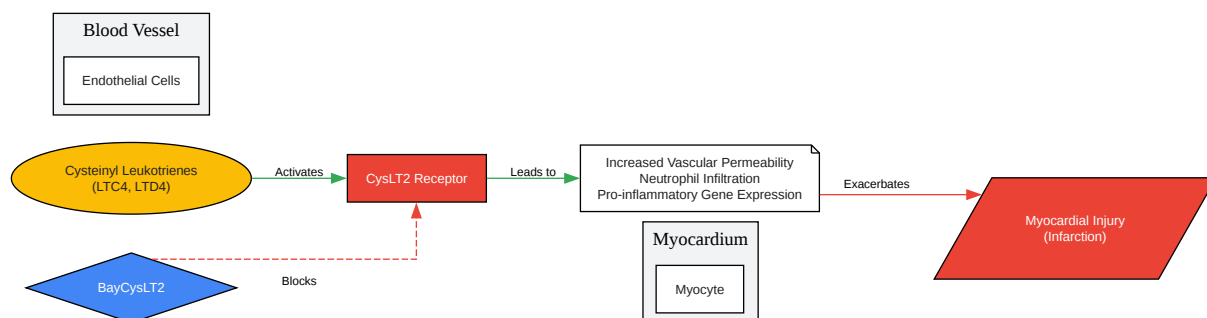 Blood Vessel
Endothelial Cells
Cysteinyl Leukotrienes
(LTC4, LTD4)
Activates
CysLT2 Receptor
Leads to
Increased Vascular Permeability
Neutrophil Infiltration
Pro-inflammatory Gene Expression
Exacerbates
Myocardial Injury
(Infarction)
BayCysLT2
Blocks
Myocardium
Myocyte